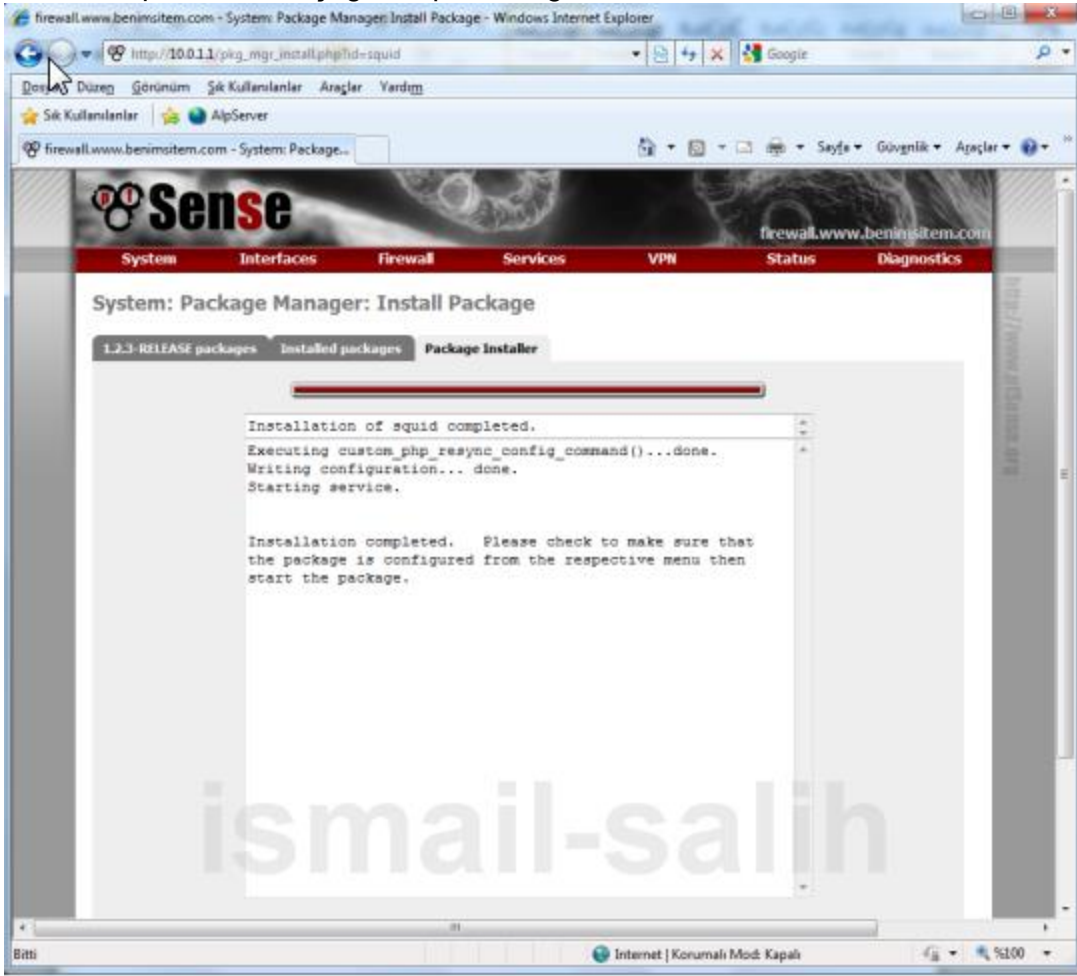 firewall.www.benimsitem.com - System: Package Manager: Install Package - Windows Internet Explorer
http://10.0.1.1/pkg_mgr_install.php?id=squid
Google
Düzen Görünüm Sık Kullanılanlar Araçlar Yardım
Sık Kullanılanlar AlpServer
firewall.www.benimsitem.com - System: Package... Sayfa Güvenlik Araçlar
Sense
firewall.www.benimsitem.com
System Interfaces Firewall Services VPN Status Diagnostics
System: Package Manager: Install Package
1.2.3-RELEASE packages Installed packages Package Installer
http://www.pfSense.org
Installation of squid completed.
Executing custom_php_resync_config_command()...done.
Writing configuration... done.
Starting service.
Installation completed. Please check to make sure that
the package is configured from the respective menu then
start the package.
ismail-salih
Bitti
Internet | Korumalı Mod: Kapalı
%100